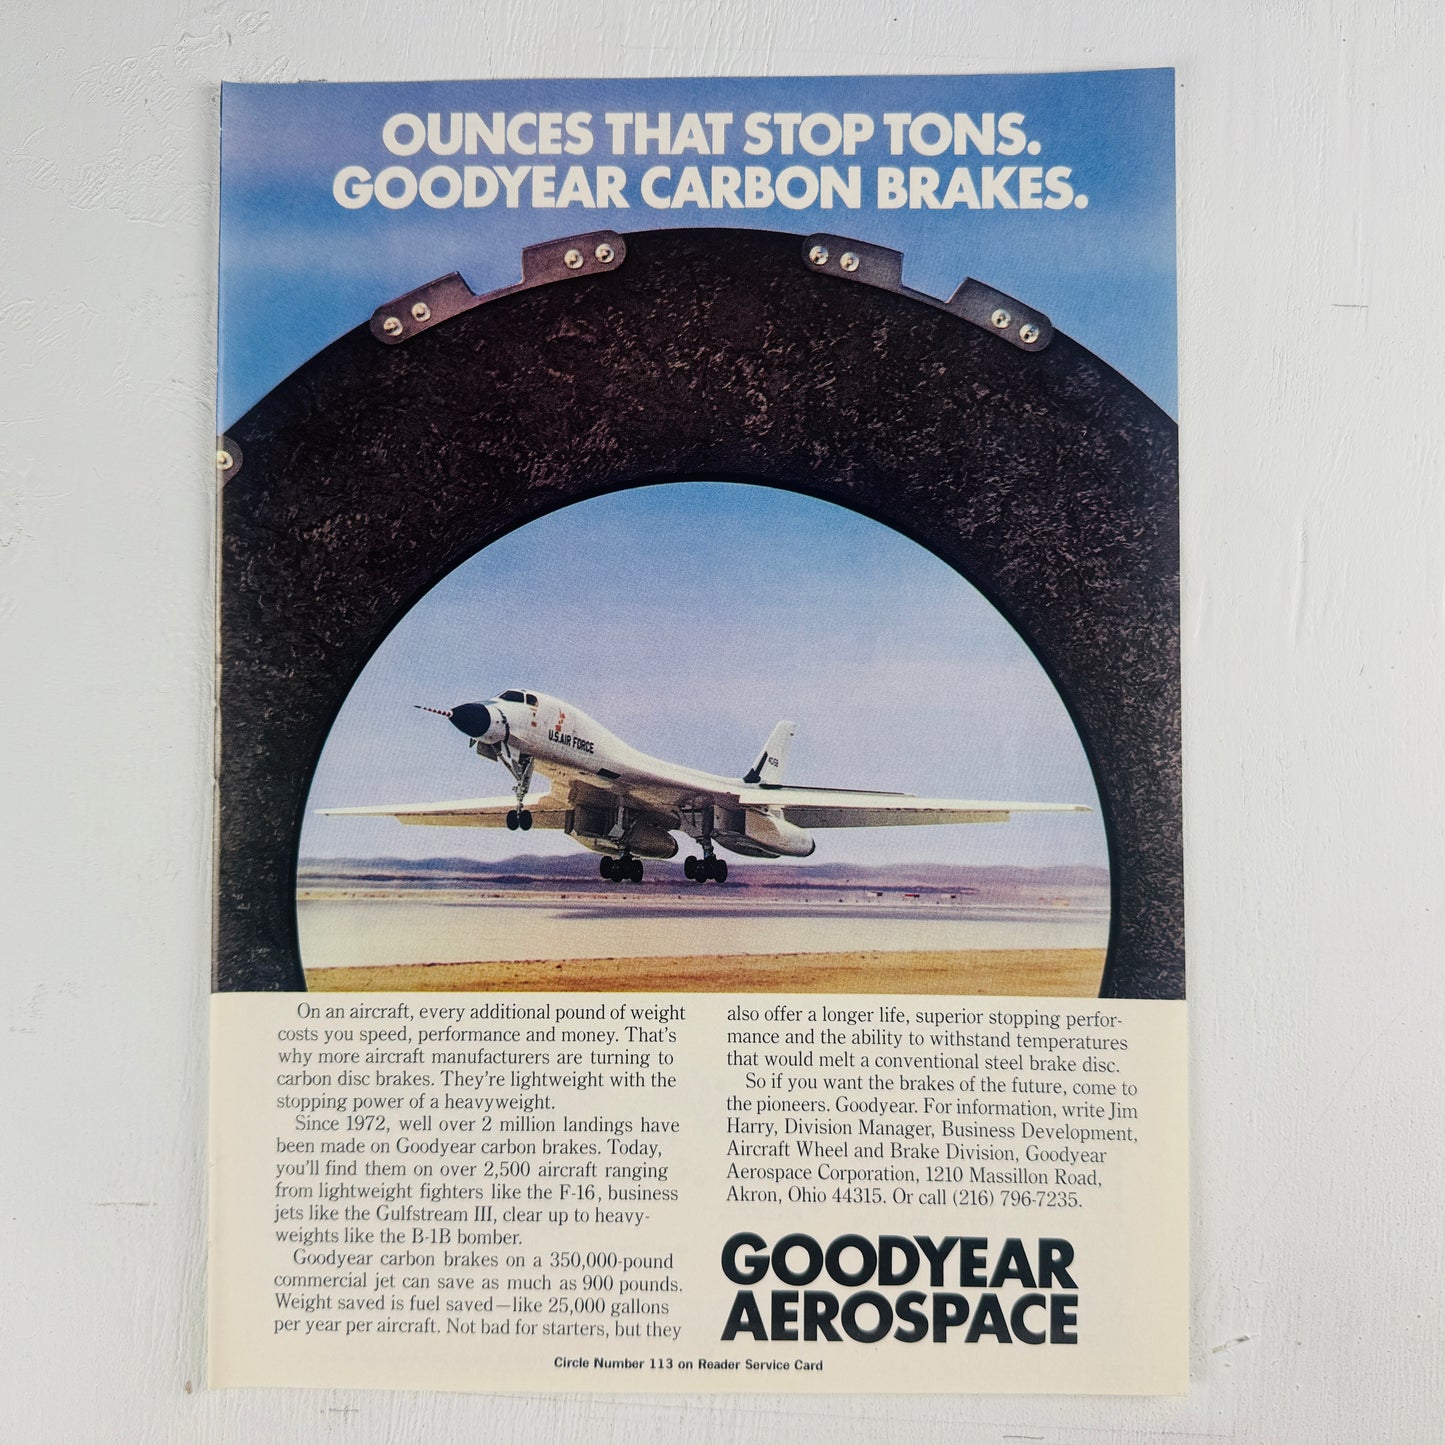 OUNCES THAT STOP TONS.
GOODYEAR CARBON BRAKES.
U.S. AIR FORCE
On an aircraft, every additional pound of weight
costs you speed, performance and money. That's
why more aircraft manufacturers are turning to
carbon disc brakes. They're lightweight with the
stopping power of a heavyweight.
Since 1972, well over 2 million landings have
been made on Goodyear carbon brakes. Today,
you'll find them on over 2,500 aircraft ranging
from lightweight fighters like the F-16, business
jets like the Gulfstream III, clear up to heavy-
weights like the B-1B bomber.
Goodyear carbon brakes on a 350,000-pound
commercial jet can save as much as 900 pounds.
Weight saved is fuel saved—like 25,000 gallons
per year per aircraft. Not bad for starters, but they
also offer a longer life, superior stopping perfor-
mance and the ability to withstand temperatures
that would melt a conventional steel brake disc.
So if you want the brakes of the future, come to
the pioneers. Goodyear. For information, write Jim
Harry, Division Manager, Business Development,
Aircraft Wheel and Brake Division, Goodyear
Aerospace Corporation, 1210 Massillon Road,
Akron, Ohio 44315. Or call (216) 796-7235.
GOODYEAR
AEROSPACE
Circle Number 113 on Reader Service Card